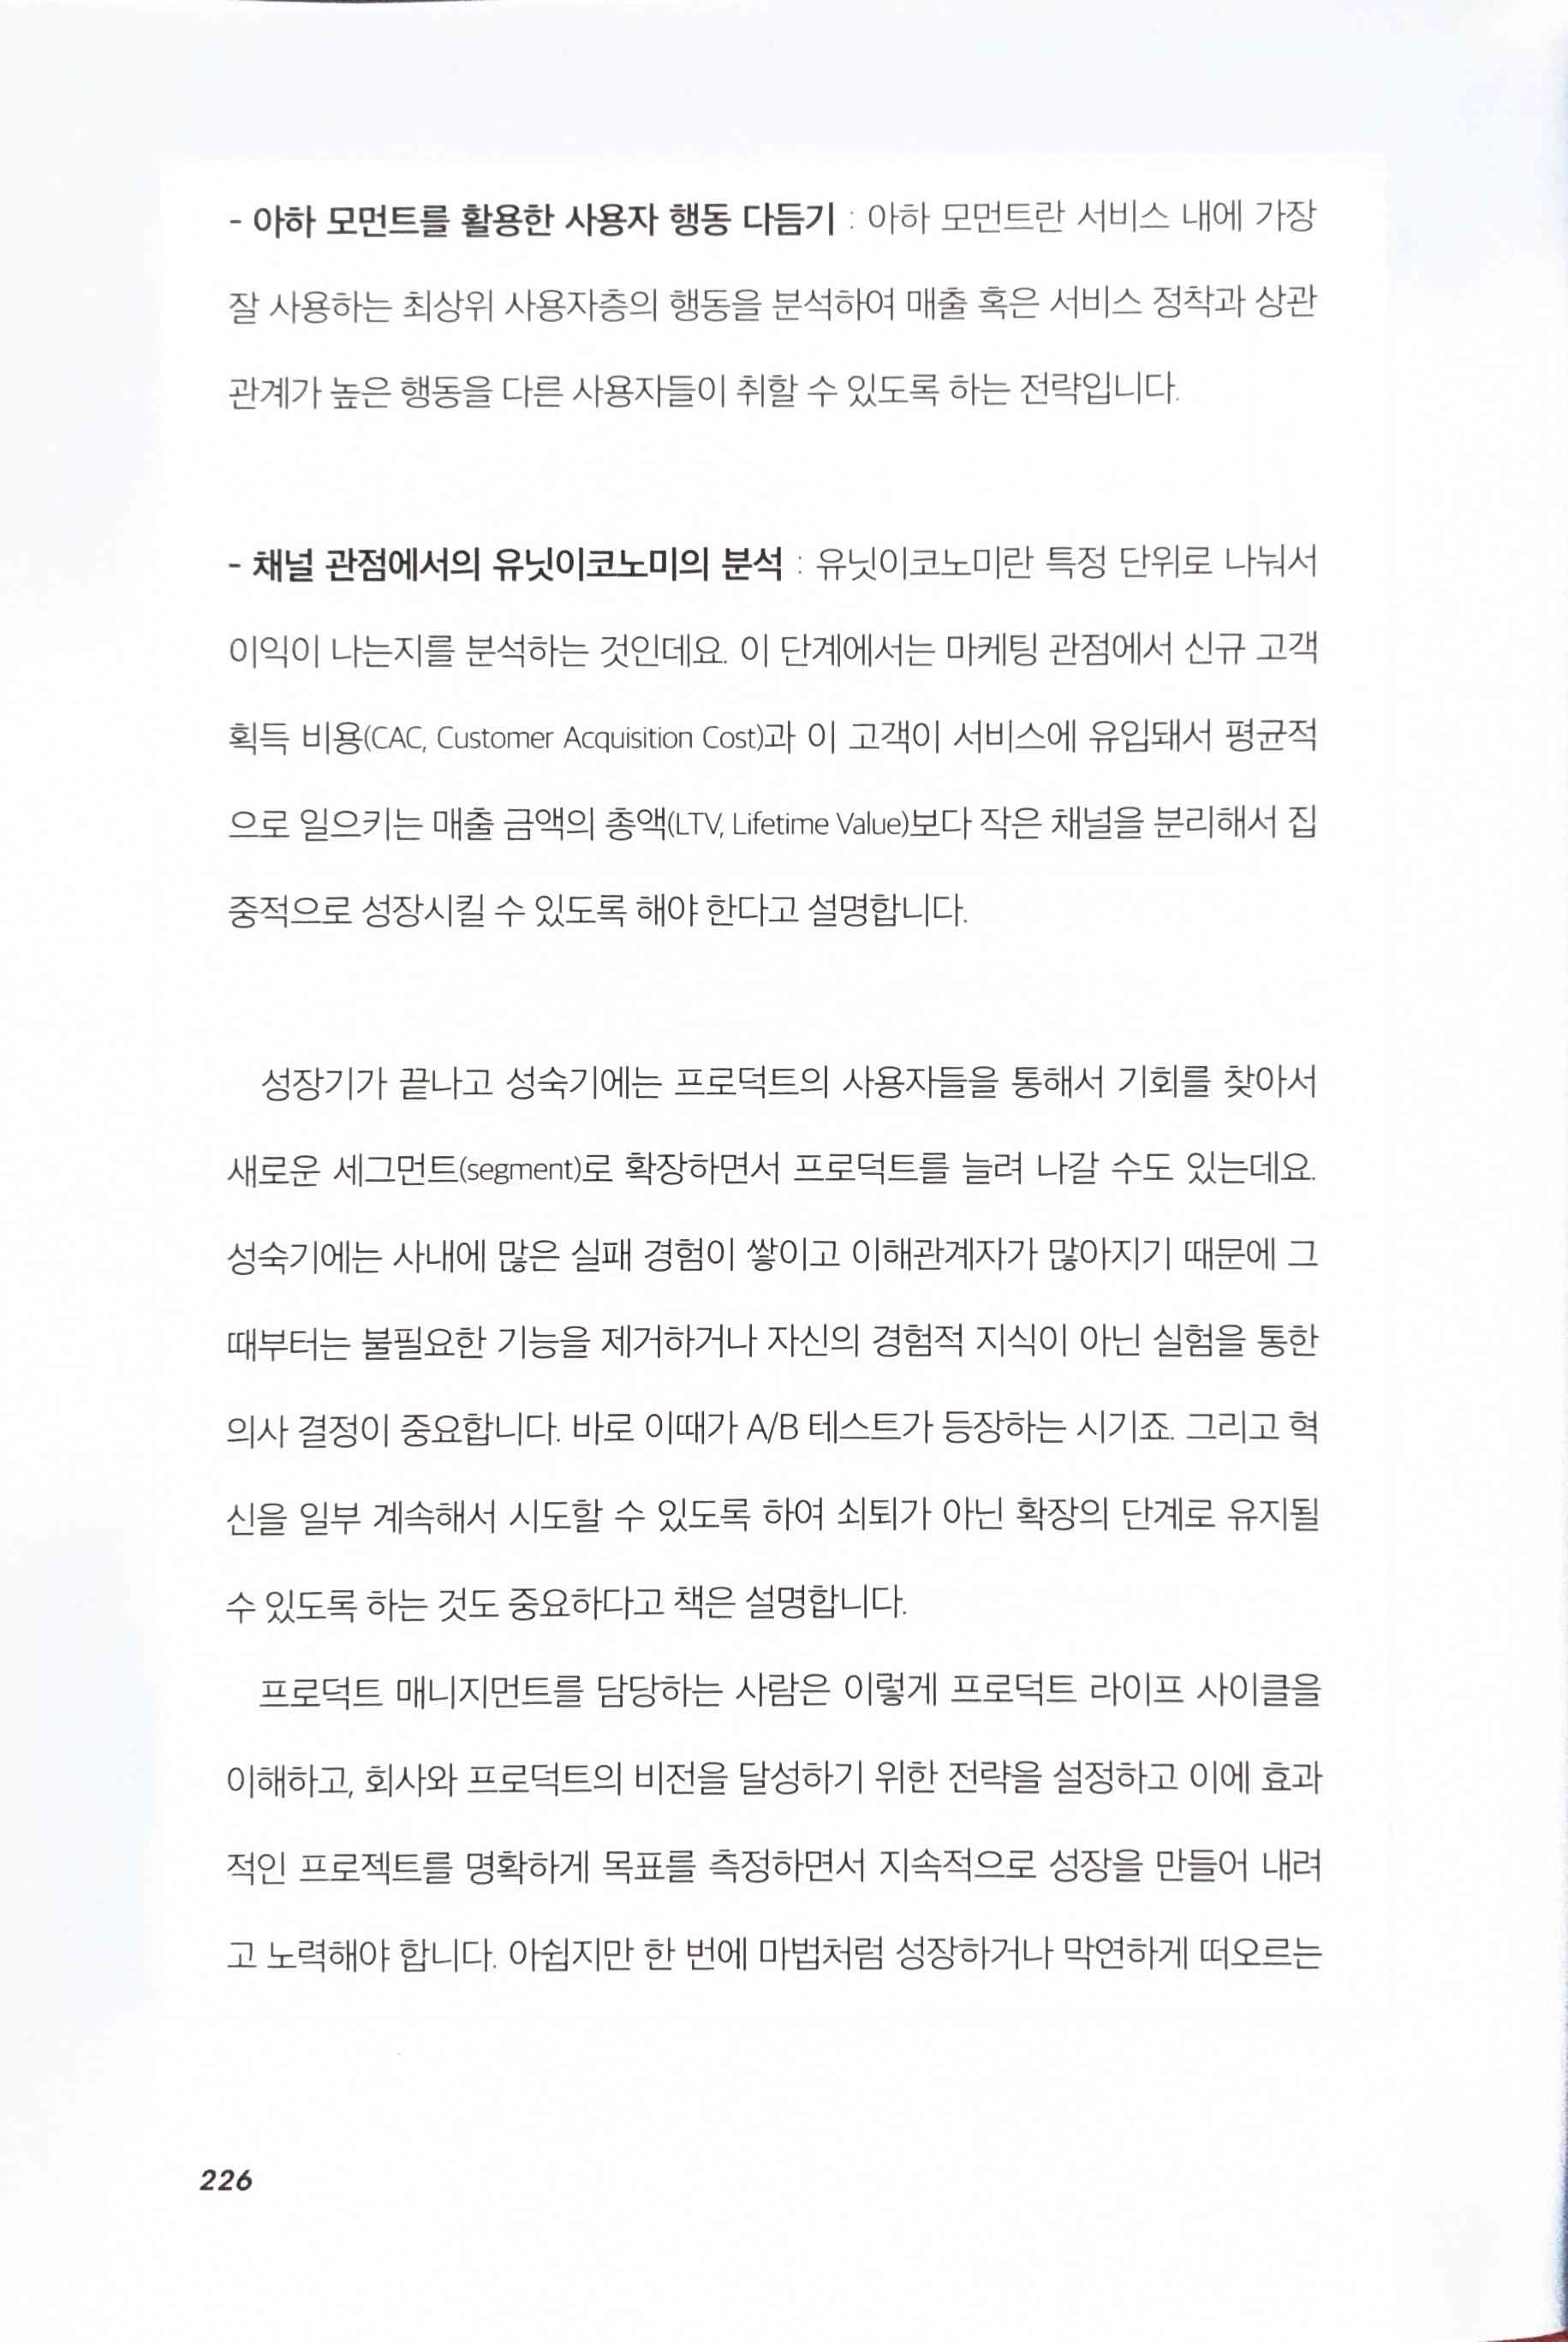 - 아하 모먼트를 활용한 사용자 행동 다듬기 : 아하 모먼트란 서비스 내에 가장
잘 사용하는 최상위 사용자층의 행동을 분석하여 매출 혹은 서비스 정착과 상관
관계가 높은 행동을 다른 사용자들이 취할 수 있도록 하는 전략입니다.
- 채널 관점에서의 유닛이코노미의 분석 : 유닛이코노미란 특정 단위로 나눠서
이익이 나는지를 분석하는 것인데요. 이 단계에서는 마케팅 관점에서 신규 고객
획득 비용(CAC, Customer Acquisition Cost)과 이 고객이 서비스에 유입돼서 평균적
으로 일으키는 매출 금액의 총액(LTV, Lifetime Value)보다 작은 채널을 분리해서 집
중적으로 성장시킬 수 있도록 해야 한다고 설명합니다.
성장기가 끝나고 성숙기에는 프로덕트의 사용자들을 통해서 기회를 찾아서
새로운 세그먼트(segment)로 확장하면서 프로덕트를 늘려 나갈 수도 있는데요.
성숙기에는 사내에 많은 실패 경험이 쌓이고 이해관계자가 많아지기 때문에 그
때부터는 불필요한 기능을 제거하거나 자신의 경험적 지식이 아닌 실험을 통한
의사 결정이 중요합니다. 바로 이때가 A/B 테스트가 등장하는 시기죠. 그리고 혁
신을 일부 계속해서 시도할 수 있도록 하여 쇠퇴가 아닌 확장의 단계로 유지될
수 있도록 하는 것도 중요하다고 책은 설명합니다.
프로덕트 매니지먼트를 담당하는 사람은 이렇게 프로덕트 라이프 사이클을
이해하고, 회사와 프로덕트의 비전을 달성하기 위한 전략을 설정하고 이에 효과
적인 프로젝트를 명확하게 목표를 측정하면서 지속적으로 성장을 만들어 내려
고 노력해야 합니다. 아쉽지만 한 번에 마법처럼 성장하거나 막연하게 떠오르는
226